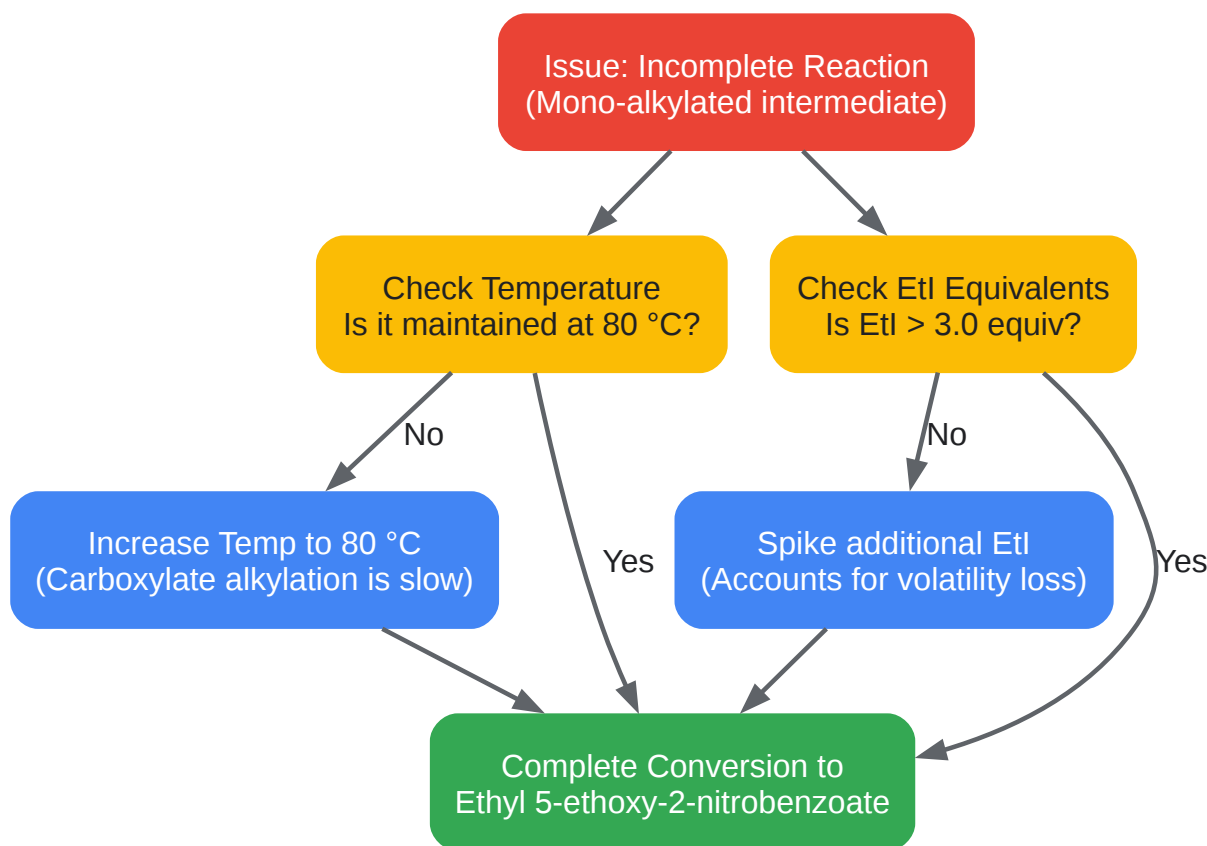 Issue: Incomplete Reaction
(Mono-alkylated intermediate)
Check Temperature
Is it maintained at 80 °C?
Check EtI Equivalents
Is EtI > 3.0 equiv?
No
No
Increase Temp to 80 °C
(Carboxylate alkylation is slow)
Yes
Spike additional EtI
(Accounts for volatility loss)
Yes
Complete Conversion to
Ethyl 5-ethoxy-2-nitrobenzoate